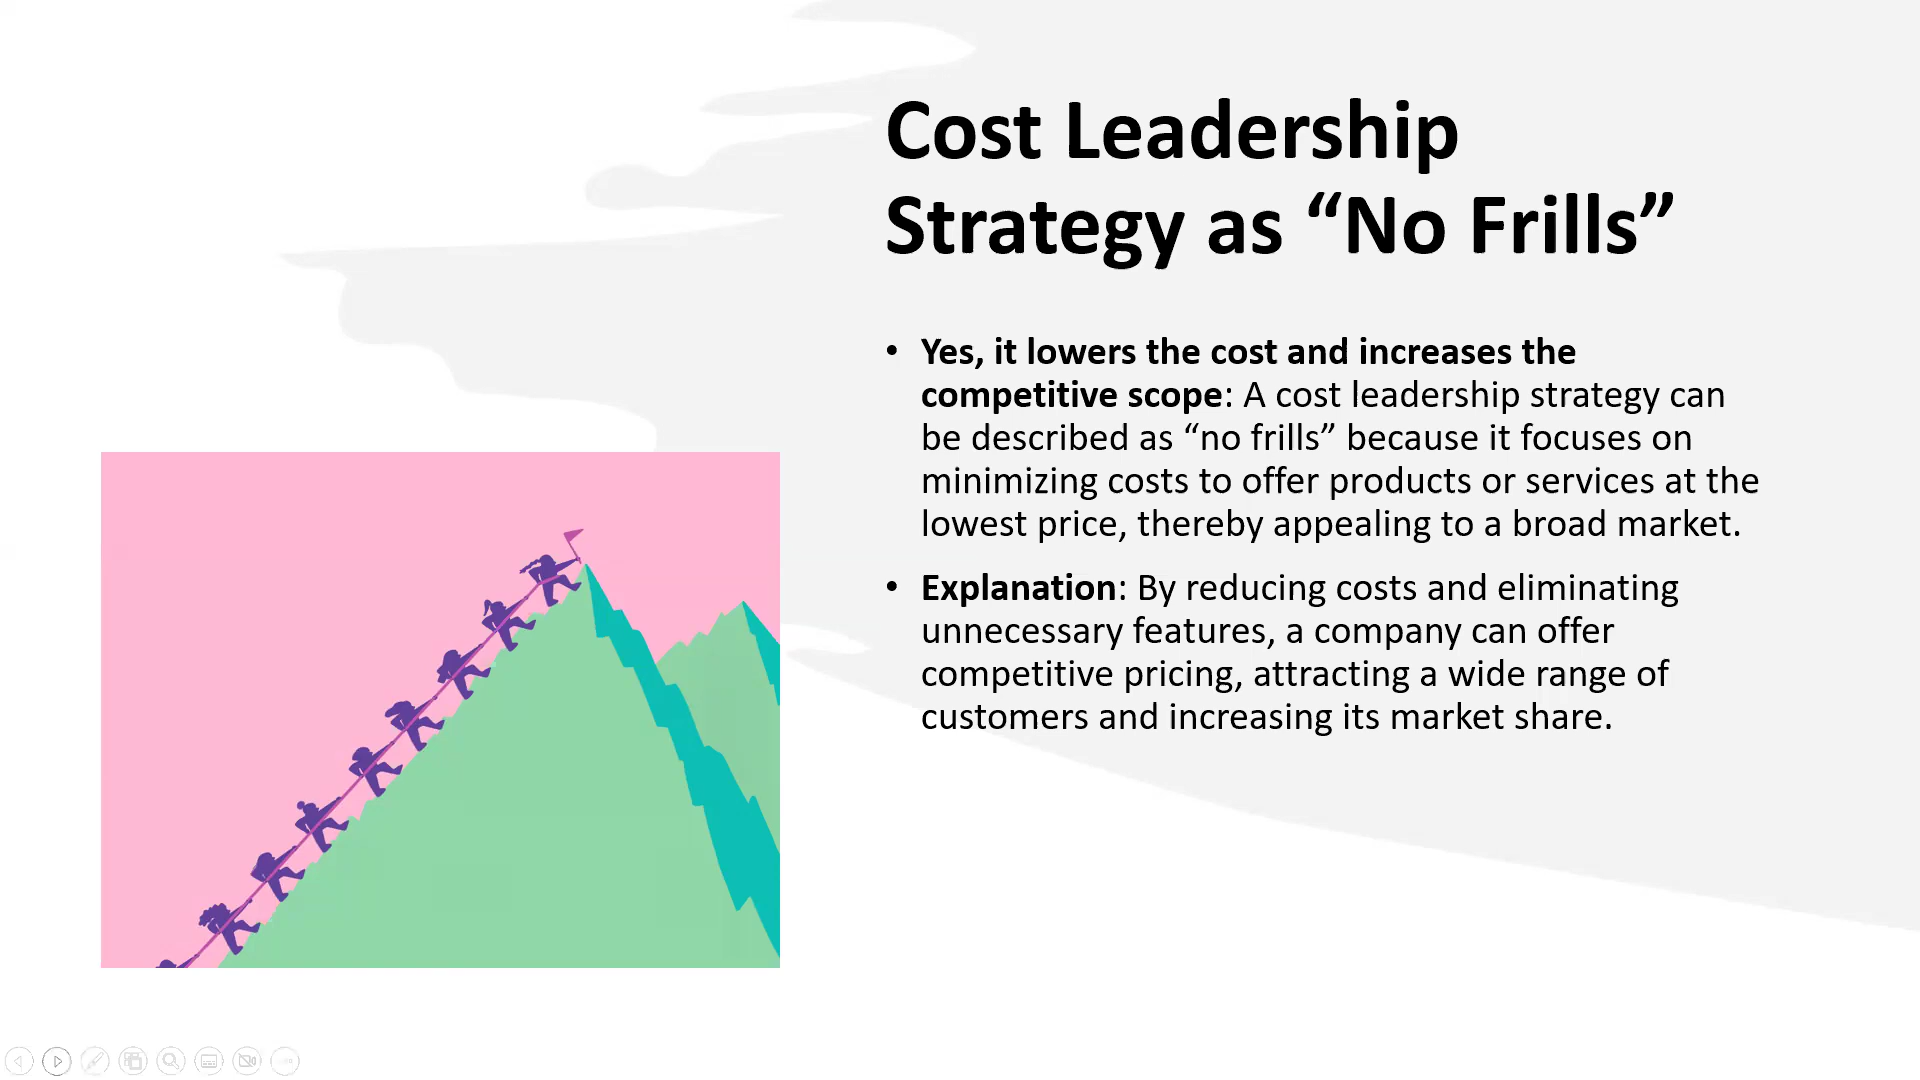 Cost Leadership
Strategy as “No Frills”
• Yes, it lowers the cost and increases the
competitive scope: A cost leadership strategy can
be described as “no frills” because it focuses on
minimizing costs to offer products or services at the
lowest price, thereby appealing to a broad market.
• Explanation: By reducing costs and eliminating
unnecessary features, a company can offer
competitive pricing, attracting a wide range of
customers and increasing its market share.